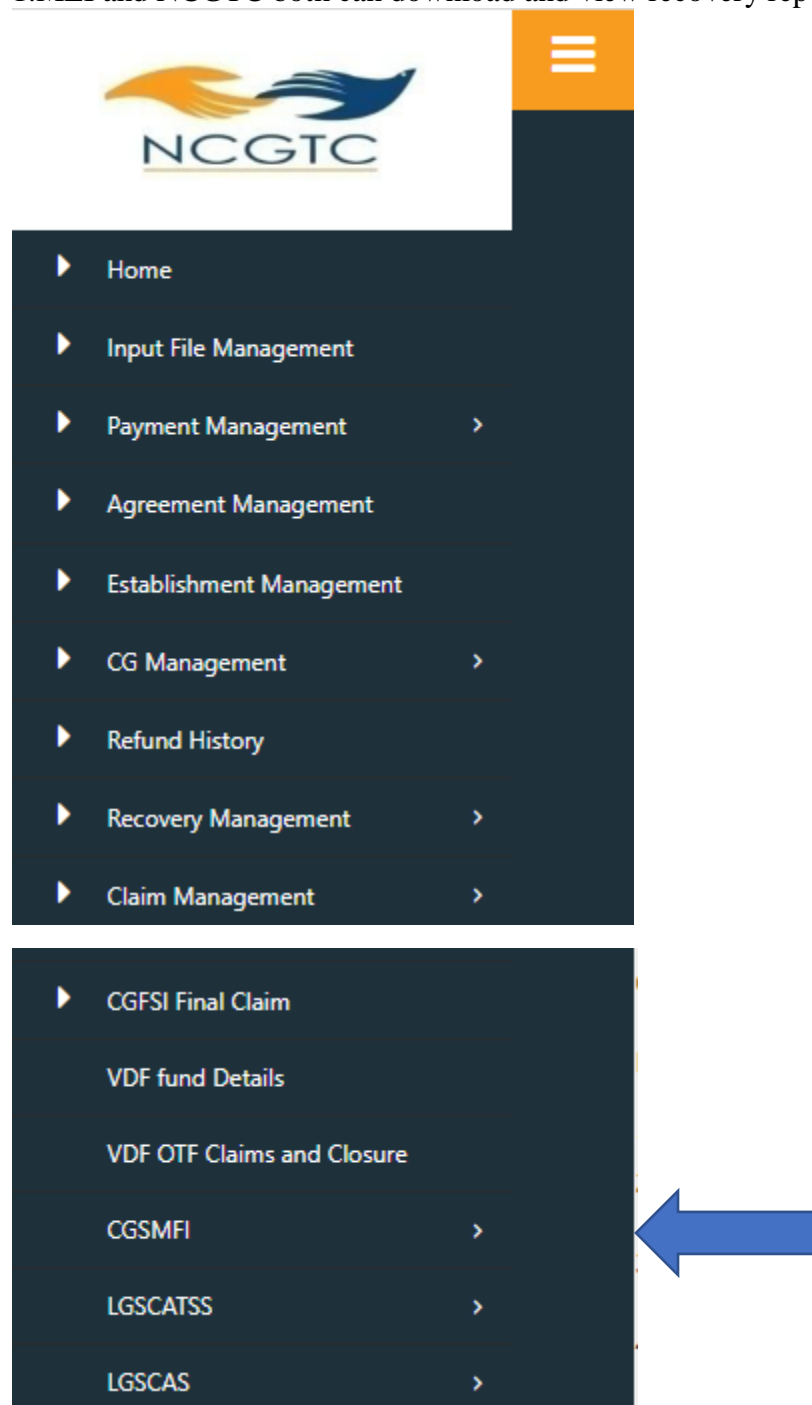 NCGTC
Home
Input File Management
Payment Management
Agreement Management
Establishment Management
CG Management
Refund History
Recovery Management
Claim Management
CGFSI Final Claim
VDF fund Details
VDF OTF Claims and Closure
CGSMFI
LGSCATSS
LGSCAS